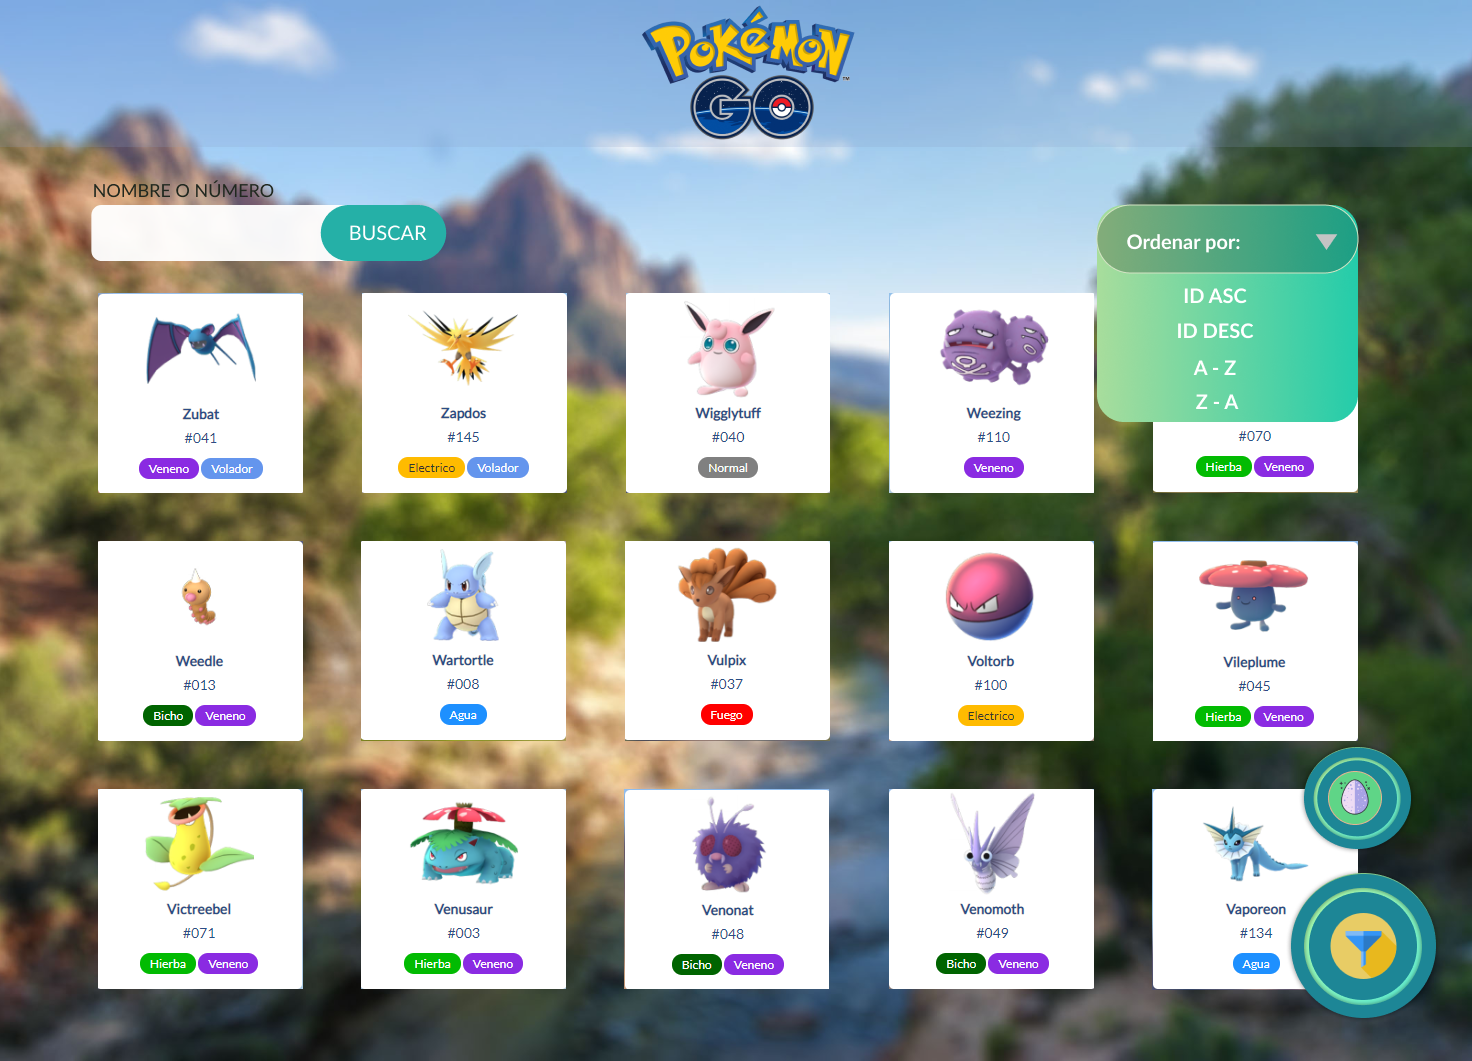 POKÉMON
GO
NOMBRE O NÚMERO
BUSCAR
Ordenar por:
ID ASC
ID DESC
A - Z
Z - A
Zubat
#041
Veneno Volador
Zapdos
#145
Electrico Volador
Wigglytuff
#040
Normal
Weezing
#110
Veneno
#070
Hierba Veneno
Weedle
#013
Bicho Veneno
Wartortle
#008
Agua
Vulpix
#037
Fuego
Voltorb
#100
Electrico
Vileplume
#045
Hierba Veneno
Victreebel
#071
Hierba Veneno
Venusaur
#003
Hierba Veneno
Venonat
#048
Bicho Veneno
Venomoth
#049
Bicho Veneno
Vaporeon
#134
Agua